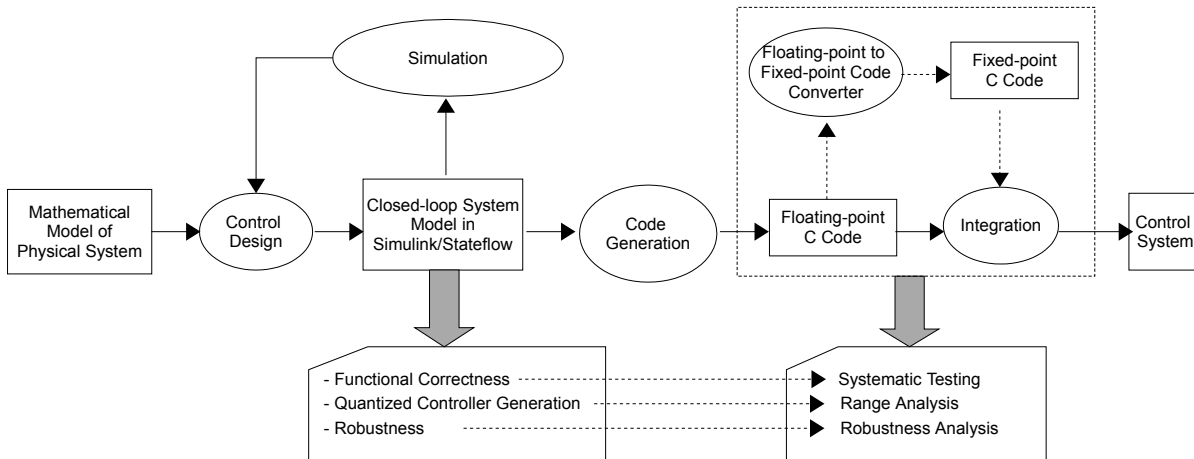 Simulation
Floating-point to
Fixed-point Code
Converter
Fixed-point
C Code
Mathematical
Model of
Physical System
Control
Design
Closed-loop System
Model in
Simulink/Stateflow
Code
Generation
Floating-point
C Code
Integration
Control
System
- Functional Correctness
- Quantized Controller Generation
- Robustness
Systematic Testing
Range Analysis
Robustness Analysis